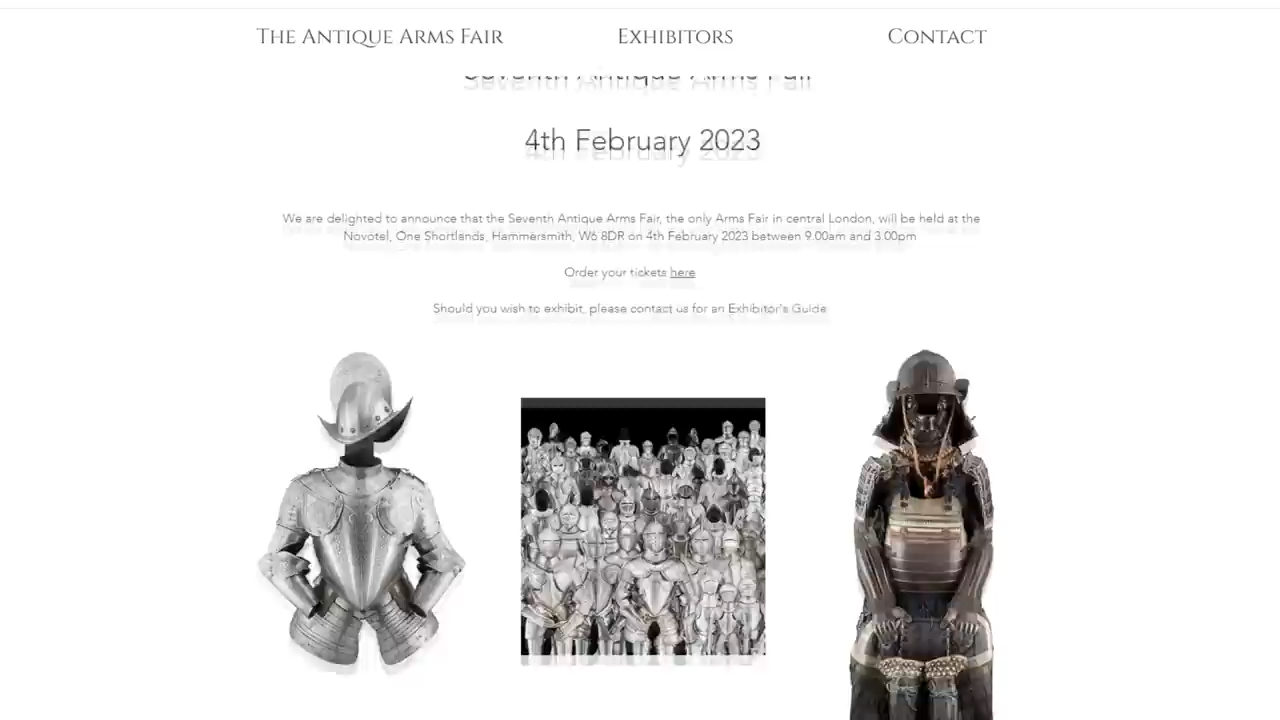 The Antique Arms Fair
Exhibitors
Contact
Seventh Antique Arms Fair
4th February 2023
We are delighted to announce that the Seventh Antique Arms Fair, the only Arms Fair in central London, will be held at the
Novotel, One Shortlands, Hammersmith, W6 8DR on 4th February 2023 between 9.00am and 3.00pm
Order your tickets here
Should you wish to exhibit, please contact us for an Exhibitor's Guide